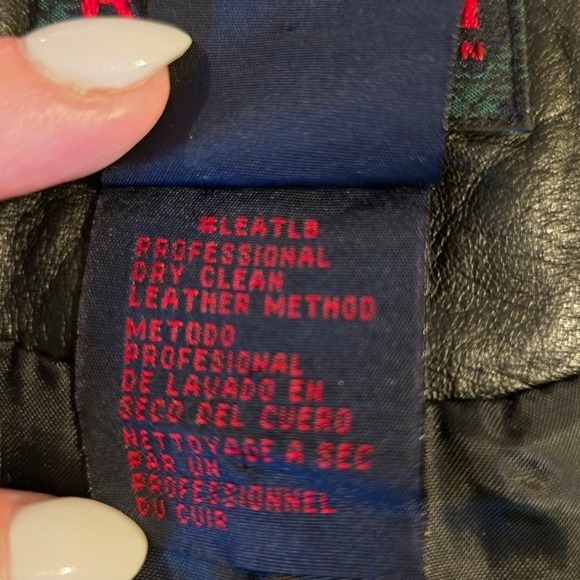 #LEATLB
PROFESSIONAL
DRY CLEAN
LEATHER METHOD
METODO
PROFESIONAL
DE LAVADO EN
SECO DEL CUERO
NETTOYAGE A SEC
PAR UN
PROFESSIONNEL
DU CUIR